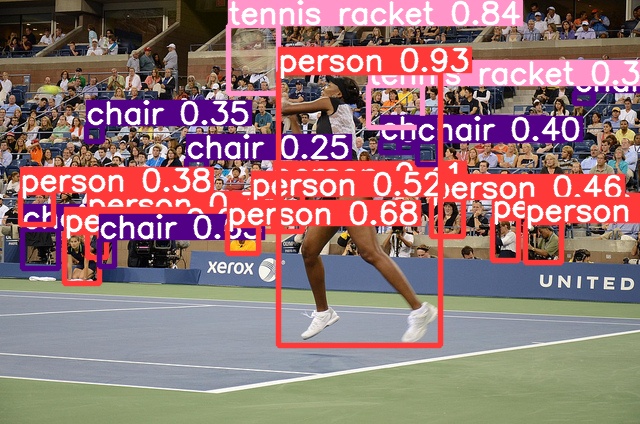 tennis racket 0.84
person 0.93
tennis racket 0.3
chair 0.35
chair 0.40
chair 0.25
person 0.38
person 0.52
person 0.46
person 0.68
person
chair
xerox
UNITED